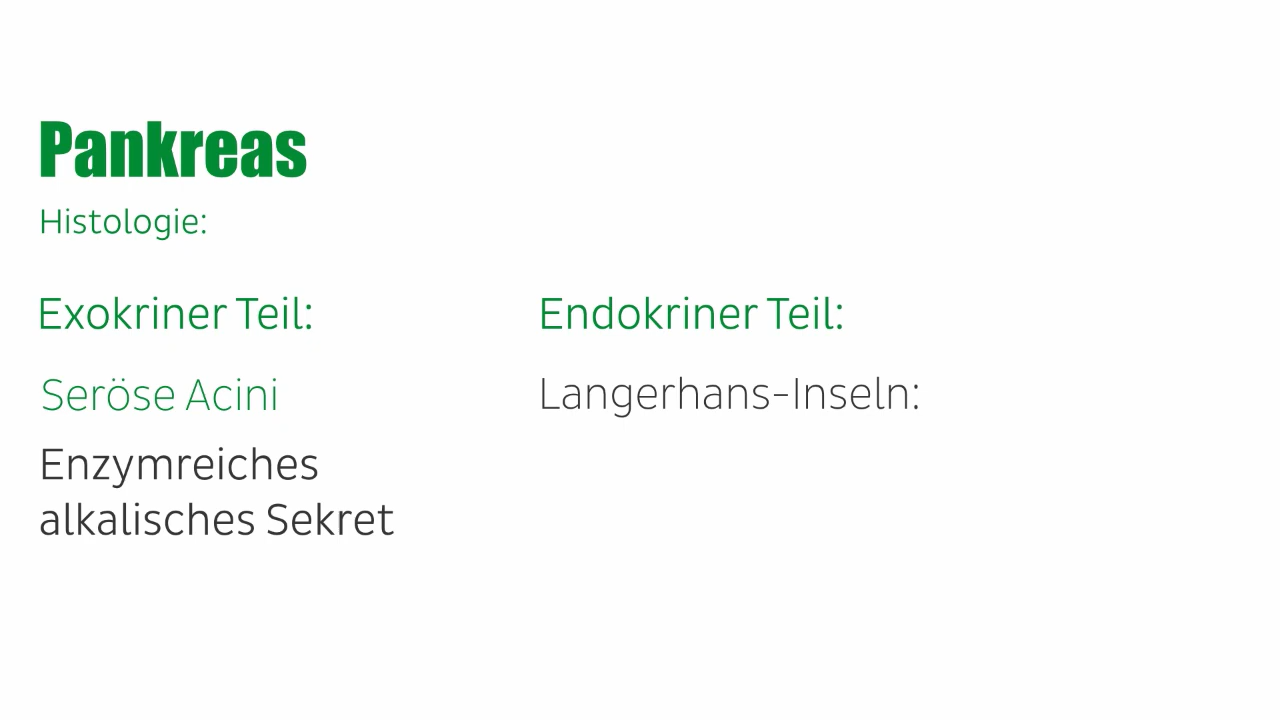 Pankreas
Histologie:
Exokriner Teil:
Seröse Acini
Enzymreiches
alkalisches Sekret
Endokriner Teil:
Langerhans-Inseln: